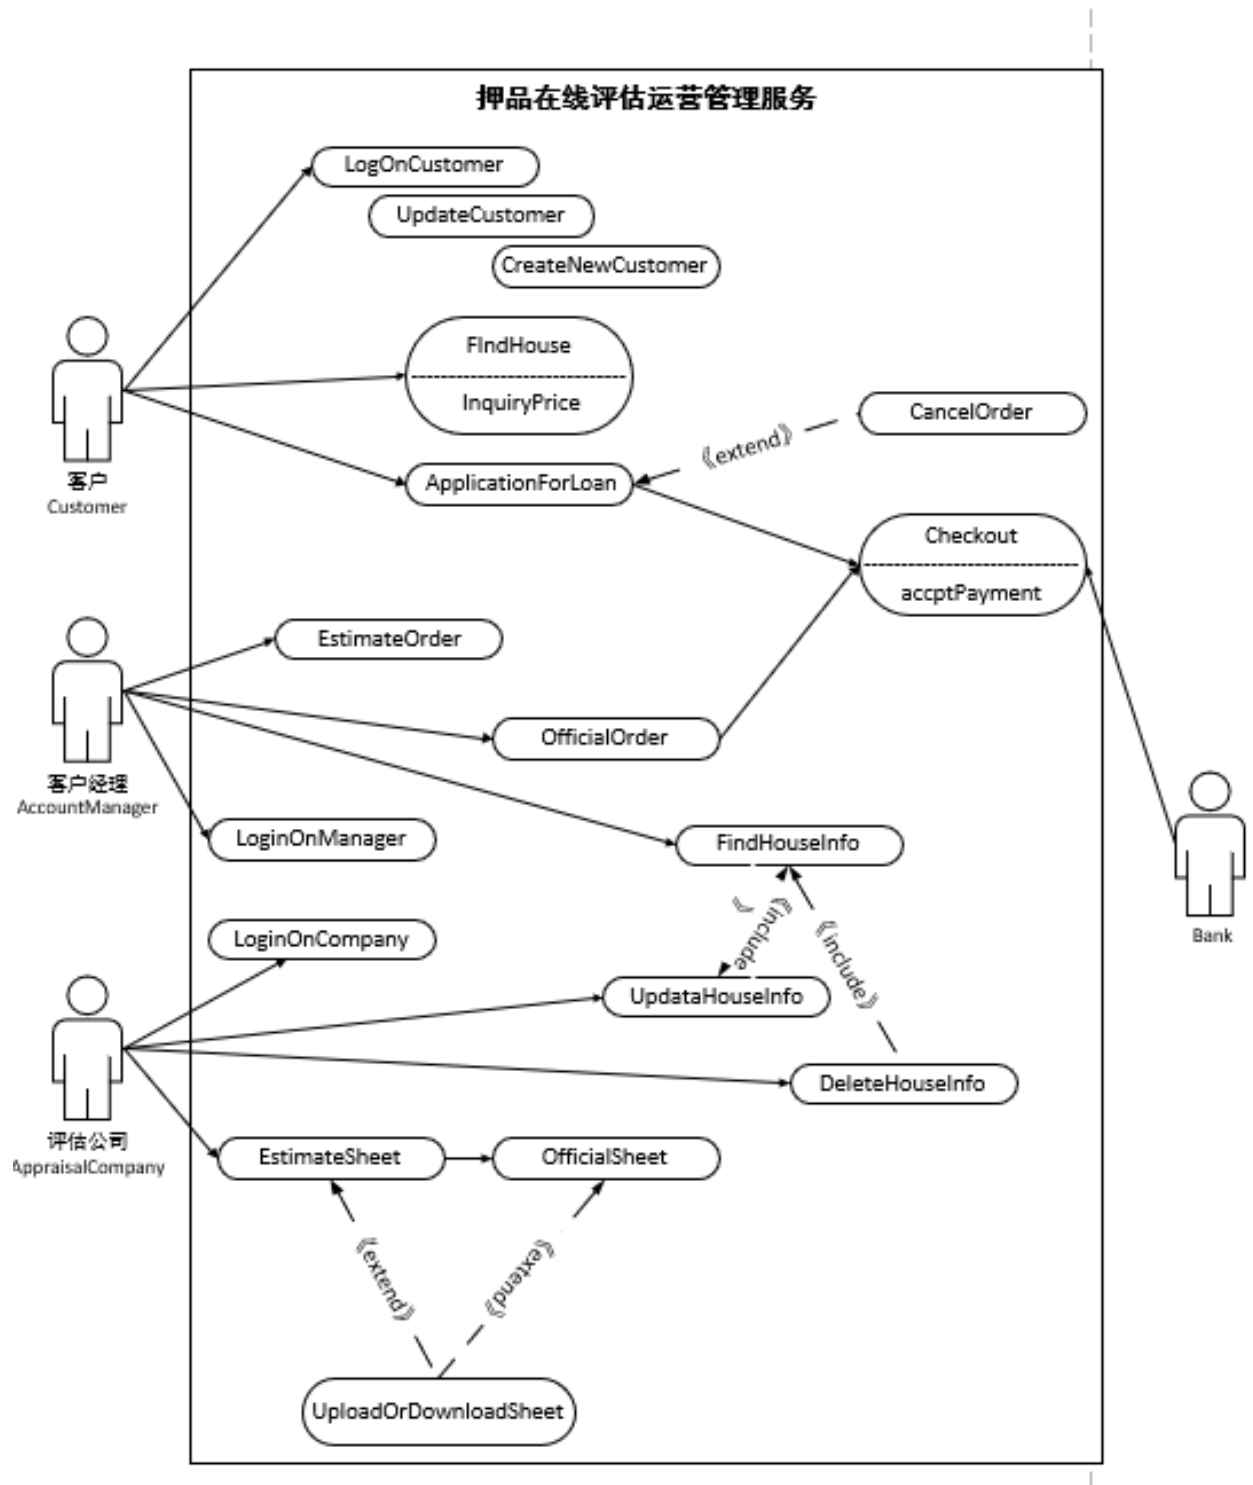 押品在线评估运营管理服务
LogOnCustomer
UpdateCustomer
CreateNewCustomer
FIndHouse
InquiryPrice
CancelOrder
《extend》
ApplicationForLoan
客户
Customer
Checkout
accptPayment
EstimateOrder
OfficialOrder
客户经理
AccountManager
LoginOnManager
FindHouseInfo
《include》
《include》
Bank
LoginOnCompany
UpdataHouseInfo
DeleteHouseInfo
评估公司
AppraisalCompany
EstimateSheet
OfficialSheet
《extend》
《extend》
UploadOrDownloadSheet